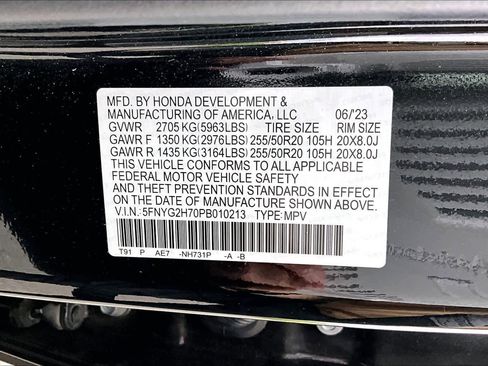 MFD. BY HONDA DEVELOPMENT &
MANUFACTURING OF AMERICA, LLC 06/'23
GVWR 2705 KG(5963LBS) TIRE SIZE RIM SIZE
GAWR F 1350 KG(2976LBS) 255/50R20 105H 20X8.0J
GAWR R 1435 KG(3164LBS) 255/50R20 105H 20X8.0J
THIS VEHICLE CONFORMS TO ALL APPLICABLE
FEDERAL MOTOR VEHICLE SAFETY
AND THEFT PREVENTION STANDARDS IN EFFECT
ON THE DATE OF MANUFACTURE SHOWN ABOVE.
V.I.N.: 5FNYG2H70PB010213 TYPE: MPV
T91 P AE7 -NH731P -A -B